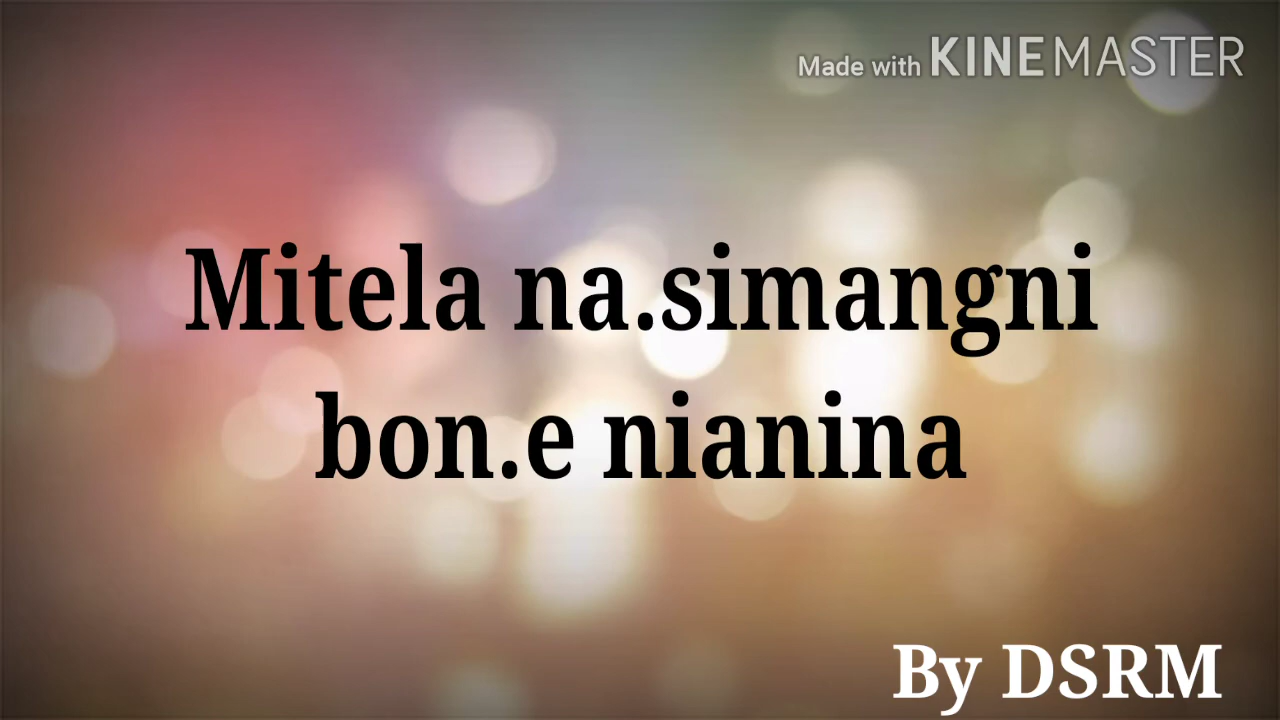 Made with KINEMASTER
Mitela na.simangni
bon.e nianina
By DSRM